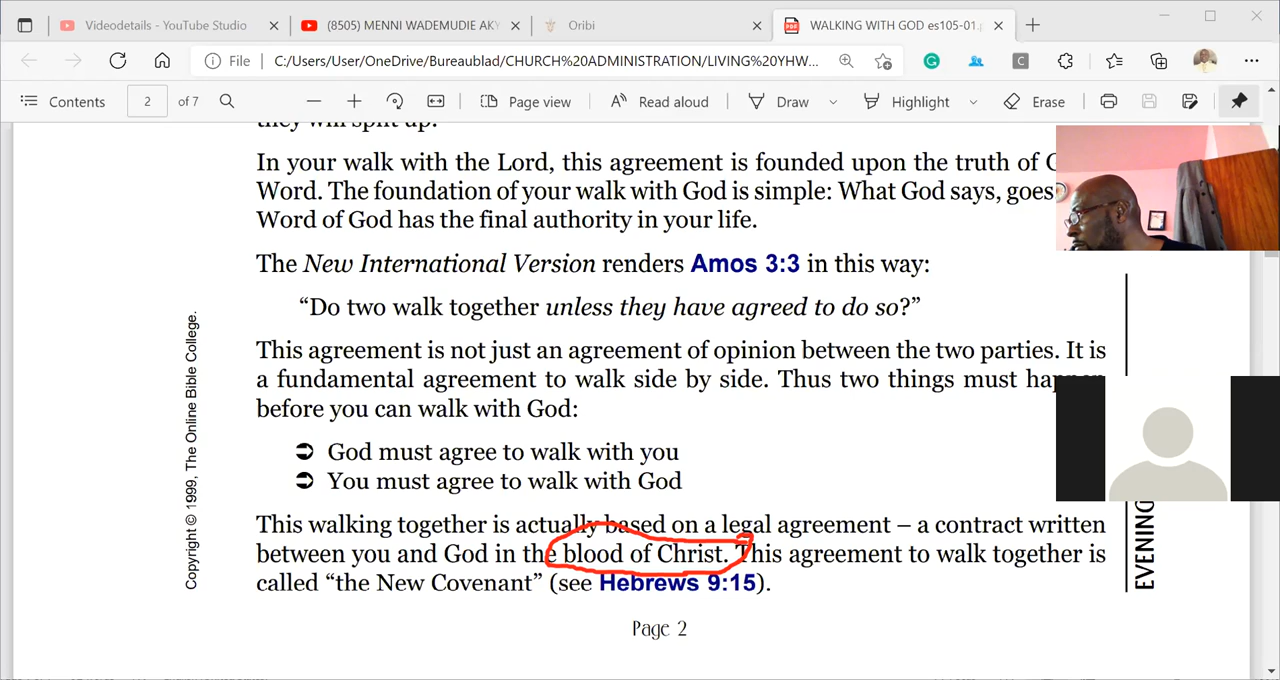 Videodetails - YouTube Studio
(8505) MENNI WADEMUDIE AKY
Oribi
WALKING WITH GOD es105-01.p
File
C:/Users/User/OneDrive/Bureaublad/CHURCH%20ADMINISTRATION/LIVING%20YHW...
Contents
2
of 7
Page view
Read aloud
Draw
Highlight
Erase
they will split up.
In your walk with the Lord, this agreement is founded upon the truth of
Word. The foundation of your walk with God is simple: What God says, goes
Word of God has the final authority in your life.
The New International Version renders Amos 3:3 in this way:
“Do two walk together unless they have agreed to do so?”
This agreement is not just an agreement of opinion between the two parties. It is
a fundamental agreement to walk side by side. Thus two things must happen
before you can walk with God:
➲ God must agree to walk with you
➲ You must agree to walk with God
This walking together is actually based on a legal agreement – a contract written
between you and God in the blood of Christ. This agreement to walk together is
called “the New Covenant” (see Hebrews 9:15).
Page 2
Copyright © 1999, The Online Bible College.
EVENING